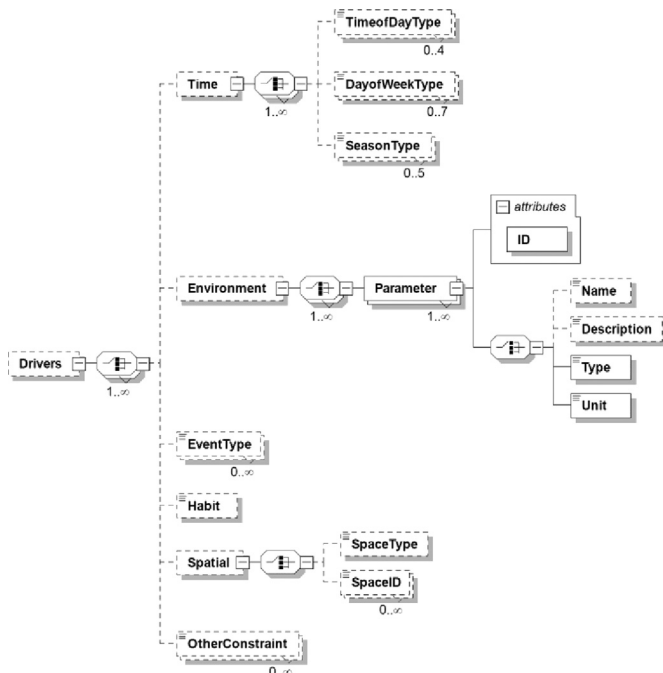 TimeofDayType
0..4
Time
DayofWeekType
1..∞
0..7
SeasonType
0..5
attributes
ID
Environment
Parameter
Name
1..∞
1..∞
Description
Drivers
Type
1..∞
Unit
EventType
0..∞
Habit
SpaceType
Spatial
SpaceID
0..∞
OtherConstraint
0..∞